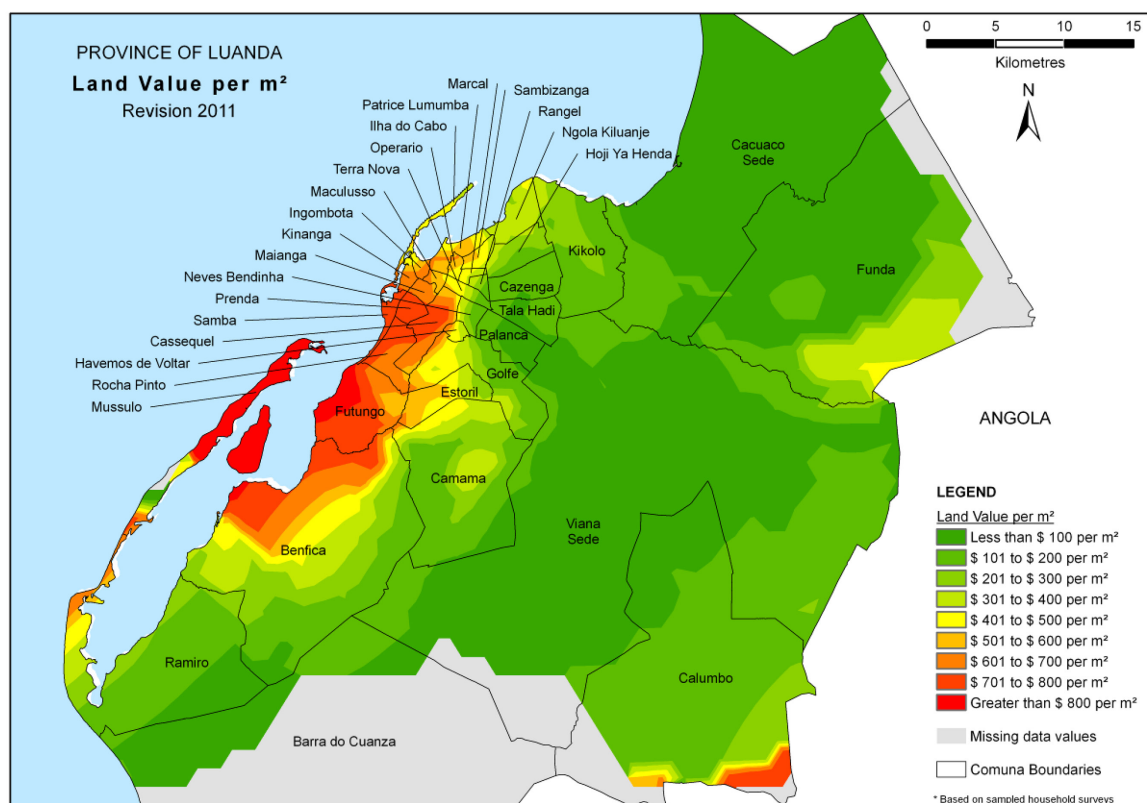 PROVINCE OF LUANDA
Land Value per m²
Revision 2011
0 5 10 15
Kilometres
N
Marcal
Sambizanga
Patrice Lumumba
Rangel
Ilha do Cabo
Ngola Kiluanje
Operario
Hoji Ya Henda
Terra Nova
Maculusso
Ingombota
Kinanga
Maianga
Neves Bendinha
Prenda
Samba
Cassequel
Havemos de Voltar
Rocha Pinto
Mussulo
Cacuaco
Sede
Kikolo
Funda
Cazenga
Tala Hadi
Palanca
Golfe
Estoril
Futungo
Camama
Viana
Sede
Benfica
Ramiro
Calumbo
Barra do Cuanza
ANGOLA
LEGEND
Land Value per m²
Less than $ 100 per m²
$ 101 to $ 200 per m²
$ 201 to $ 300 per m²
$ 301 to $ 400 per m²
$ 401 to $ 500 per m²
$ 501 to $ 600 per m²
$ 601 to $ 700 per m²
$ 701 to $ 800 per m²
Greater than $ 800 per m²
Missing data values
Comuna Boundaries
* Based on sampled household surveys